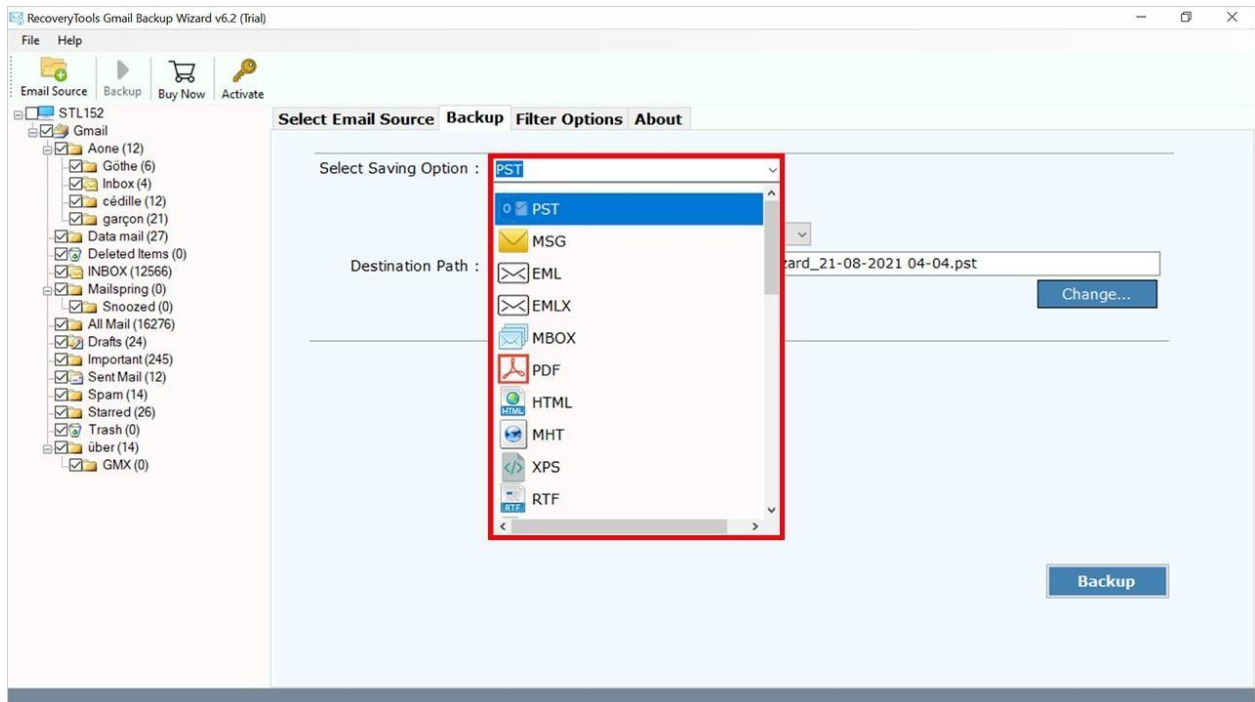 RecoveryTools Gmail Backup Wizard v6.2 (Trial)
File Help
Email Source Backup Buy Now Activate
STL152
Gmail
Aone (12)
Göthe (6)
Inbox (4)
cédille (12)
garçon (21)
Data mail (27)
Deleted Items (0)
INBOX (12566)
Mailspring (0)
Snoozed (0)
All Mail (16276)
Drafts (24)
Important (245)
Sent Mail (12)
Spam (14)
Starred (26)
Trash (0)
über (14)
GMX (0)
Select Email Source Backup Filter Options About
Select Saving Option : PST
PST
MSG
EML
EMLX
MBOX
PDF
HTML
HTML
MHT
XPS
RTF
RTF
Destination Path : zard_21-08-2021 04-04.pst
Change...
Backup